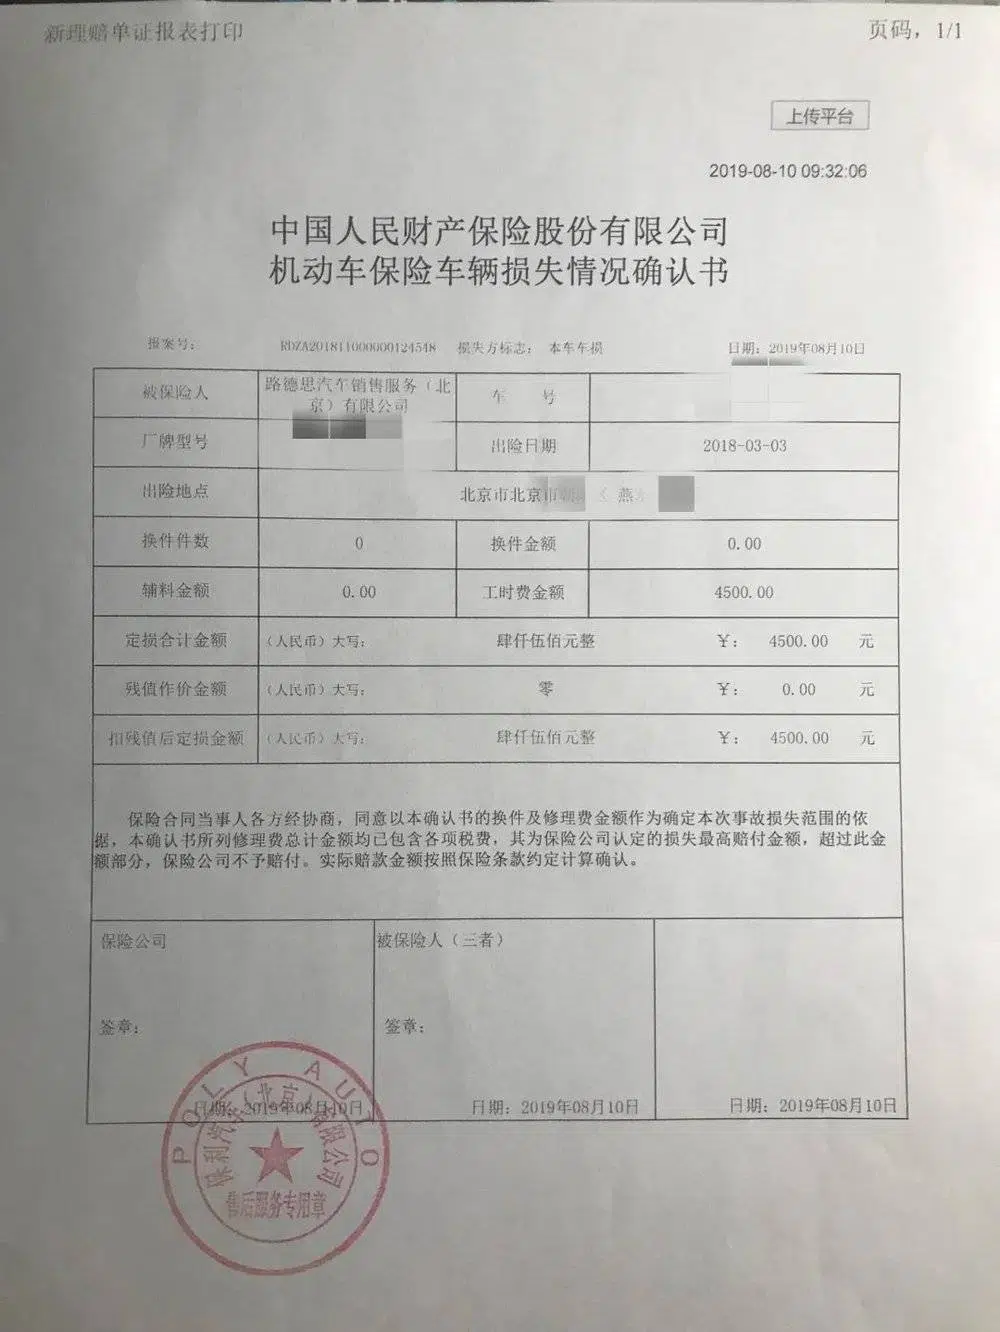 新理赔单证报表打印
页码，1/1
上传平台
2019-08-10 09:32:06
中国人民财产保险股份有限公司
机动车保险车辆损失情况确认书
报案号： RDZA201811000000124548 损失方标志： 本车车损 日期：2019年08月10日
被保险人 路德思汽车销售服务（北京）有限公司 车 号
厂牌型号 出险日期 2018-03-03
出险地点 北京市北京市 燕
换件件数 0 换件金额 0.00
辅料金额 0.00 工时费金额 4500.00
定损合计金额 （人民币）大写： 肆仟伍佰元整 ￥： 4500.00 元
残值作价金额 （人民币）大写： 零 ￥： 0.00 元
扣残值后定损金额 （人民币）大写： 肆仟伍佰元整 ￥： 4500.00 元
保险合同当事人各方经协商，同意以本确认书的换件及修理费金额作为确定本次事故损失范围的依
据，本确认书所列修理费总计金额均已包含各项税费，其为保险公司认定的损失最高赔付金额，超过此金
额部分，保险公司不予赔付。实际赔款金额按照保险条款约定计算确认。
保险公司 被保险人（三者）
签章： 签章：
日期：2019年08月10日 日期：2019年08月10日 日期：2019年08月10日
POLY AUTO
保利汽车（北京）有限公司
售后服务专用章